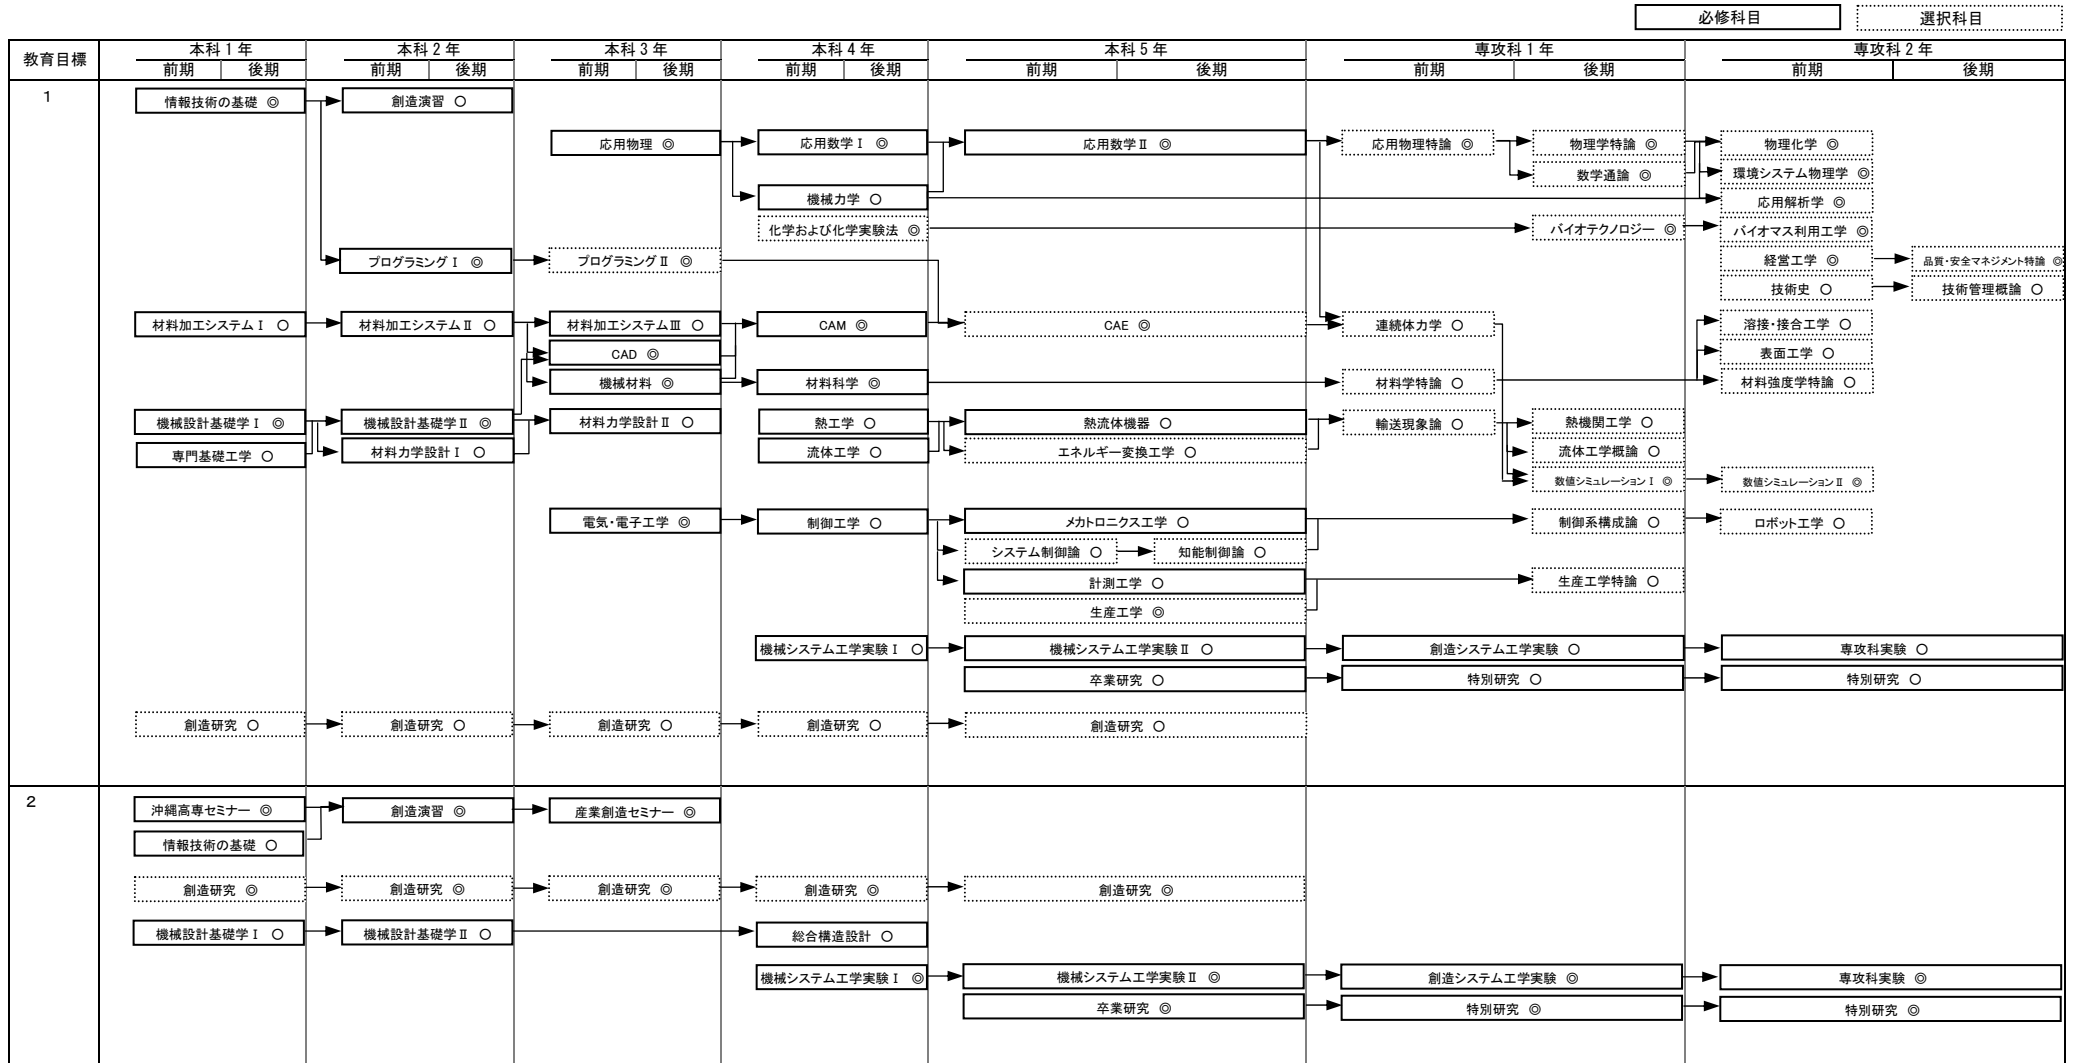 必修科目 選択科目
教育目標 本科1年 本科2年 本科3年 本科4年 本科5年 専攻科1年 専攻科2年
前期 後期 前期 後期 前期 後期 前期 後期 前期 後期 前期 後期 前期 後期
1
情報技術の基礎 ◎ 創造演習 ○
応用物理 ◎ 応用数学Ⅰ ◎ 応用数学Ⅱ ◎ 応用物理特論 ◎ 物理学特論 ◎ 物理化学 ◎
数学通論 ◎ 環境システム物理学 ◎
機械力学 ○ 応用解析学 ◎
化学および化学実験法 ◎ バイオテクノロジー ◎ バイオマス利用工学 ◎
プログラミングⅠ ◎ プログラミングⅡ ◎ 経営工学 ◎ 品質・安全マネジメント特論 ◎
技術史 ○ 技術管理概論 ○
材料加工システムⅠ ○ 材料加工システムⅡ ○ 材料加工システムⅢ ○ CAM ◎ CAE ◎ 連続体力学 ○ 溶接・接合工学 ○
CAD ◎ 表面工学 ○
機械材料 ◎ 材料科学 ◎ 材料学特論 ○ 材料強度学特論 ○
機械設計基礎学Ⅰ ◎ 機械設計基礎学Ⅱ ◎ 材料力学設計Ⅱ ○ 熱工学 ○ 熱流体機器 ○ 輸送現象論 ○ 熱機関工学 ○
専門基礎工学 ○ 材料力学設計Ⅰ ○ 流体工学 ○ エネルギー変換工学 ○ 流体工学概論 ○
数値シミュレーションⅠ ◎ 数値シミュレーションⅡ ◎
電気・電子工学 ◎ 制御工学 ○ メカトロニクス工学 ○ 制御系構成論 ○ ロボット工学 ○
システム制御論 ○ 知能制御論 ○
計測工学 ○ 生産工学特論 ○
生産工学 ◎
機械システム工学実験Ⅰ ○ 機械システム工学実験Ⅱ ○ 創造システム工学実験 ○ 専攻科実験 ○
卒業研究 ○ 特別研究 ○ 特別研究 ○
創造研究 ○ 創造研究 ○ 創造研究 ○ 創造研究 ○ 創造研究 ○
2
沖縄高専セミナー ◎ 創造演習 ◎ 産業創造セミナー ◎
情報技術の基礎 ○
創造研究 ◎ 創造研究 ◎ 創造研究 ◎ 創造研究 ◎ 創造研究 ◎
機械設計基礎学Ⅰ ○ 機械設計基礎学Ⅱ ○ 総合構造設計 ○
機械システム工学実験Ⅰ ◎ 機械システム工学実験Ⅱ ◎ 創造システム工学実験 ◎ 専攻科実験 ◎
卒業研究 ◎ 特別研究 ◎ 特別研究 ◎